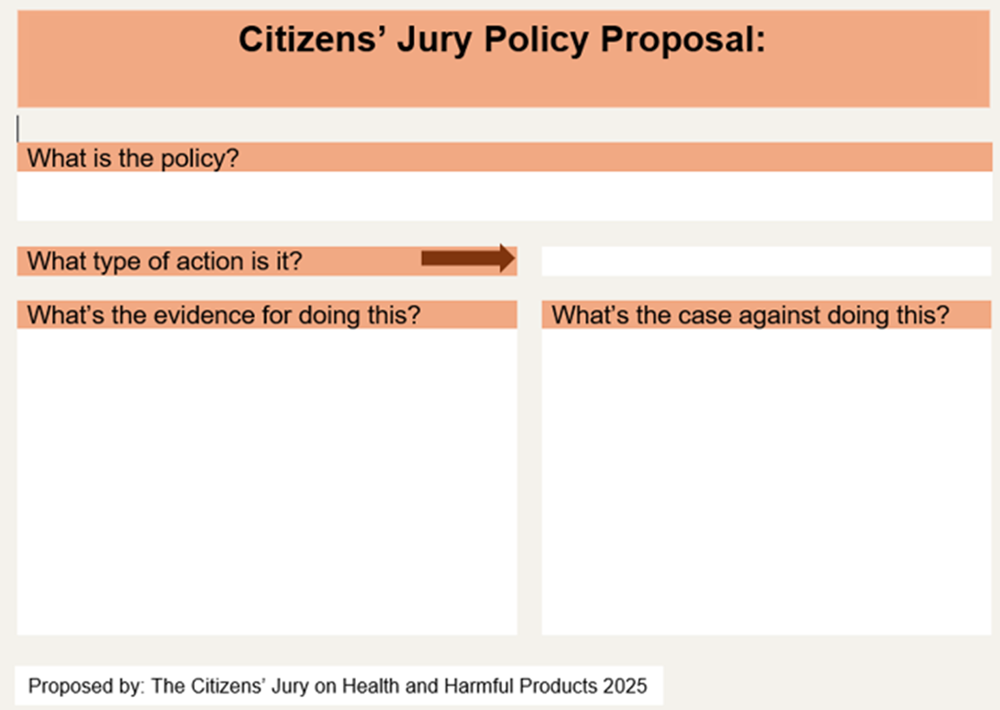 Citizens’ Jury Policy Proposal:
What is the policy?
What type of action is it?
What’s the evidence for doing this?
What’s the case against doing this?
Proposed by: The Citizens’ Jury on Health and Harmful Products 2025